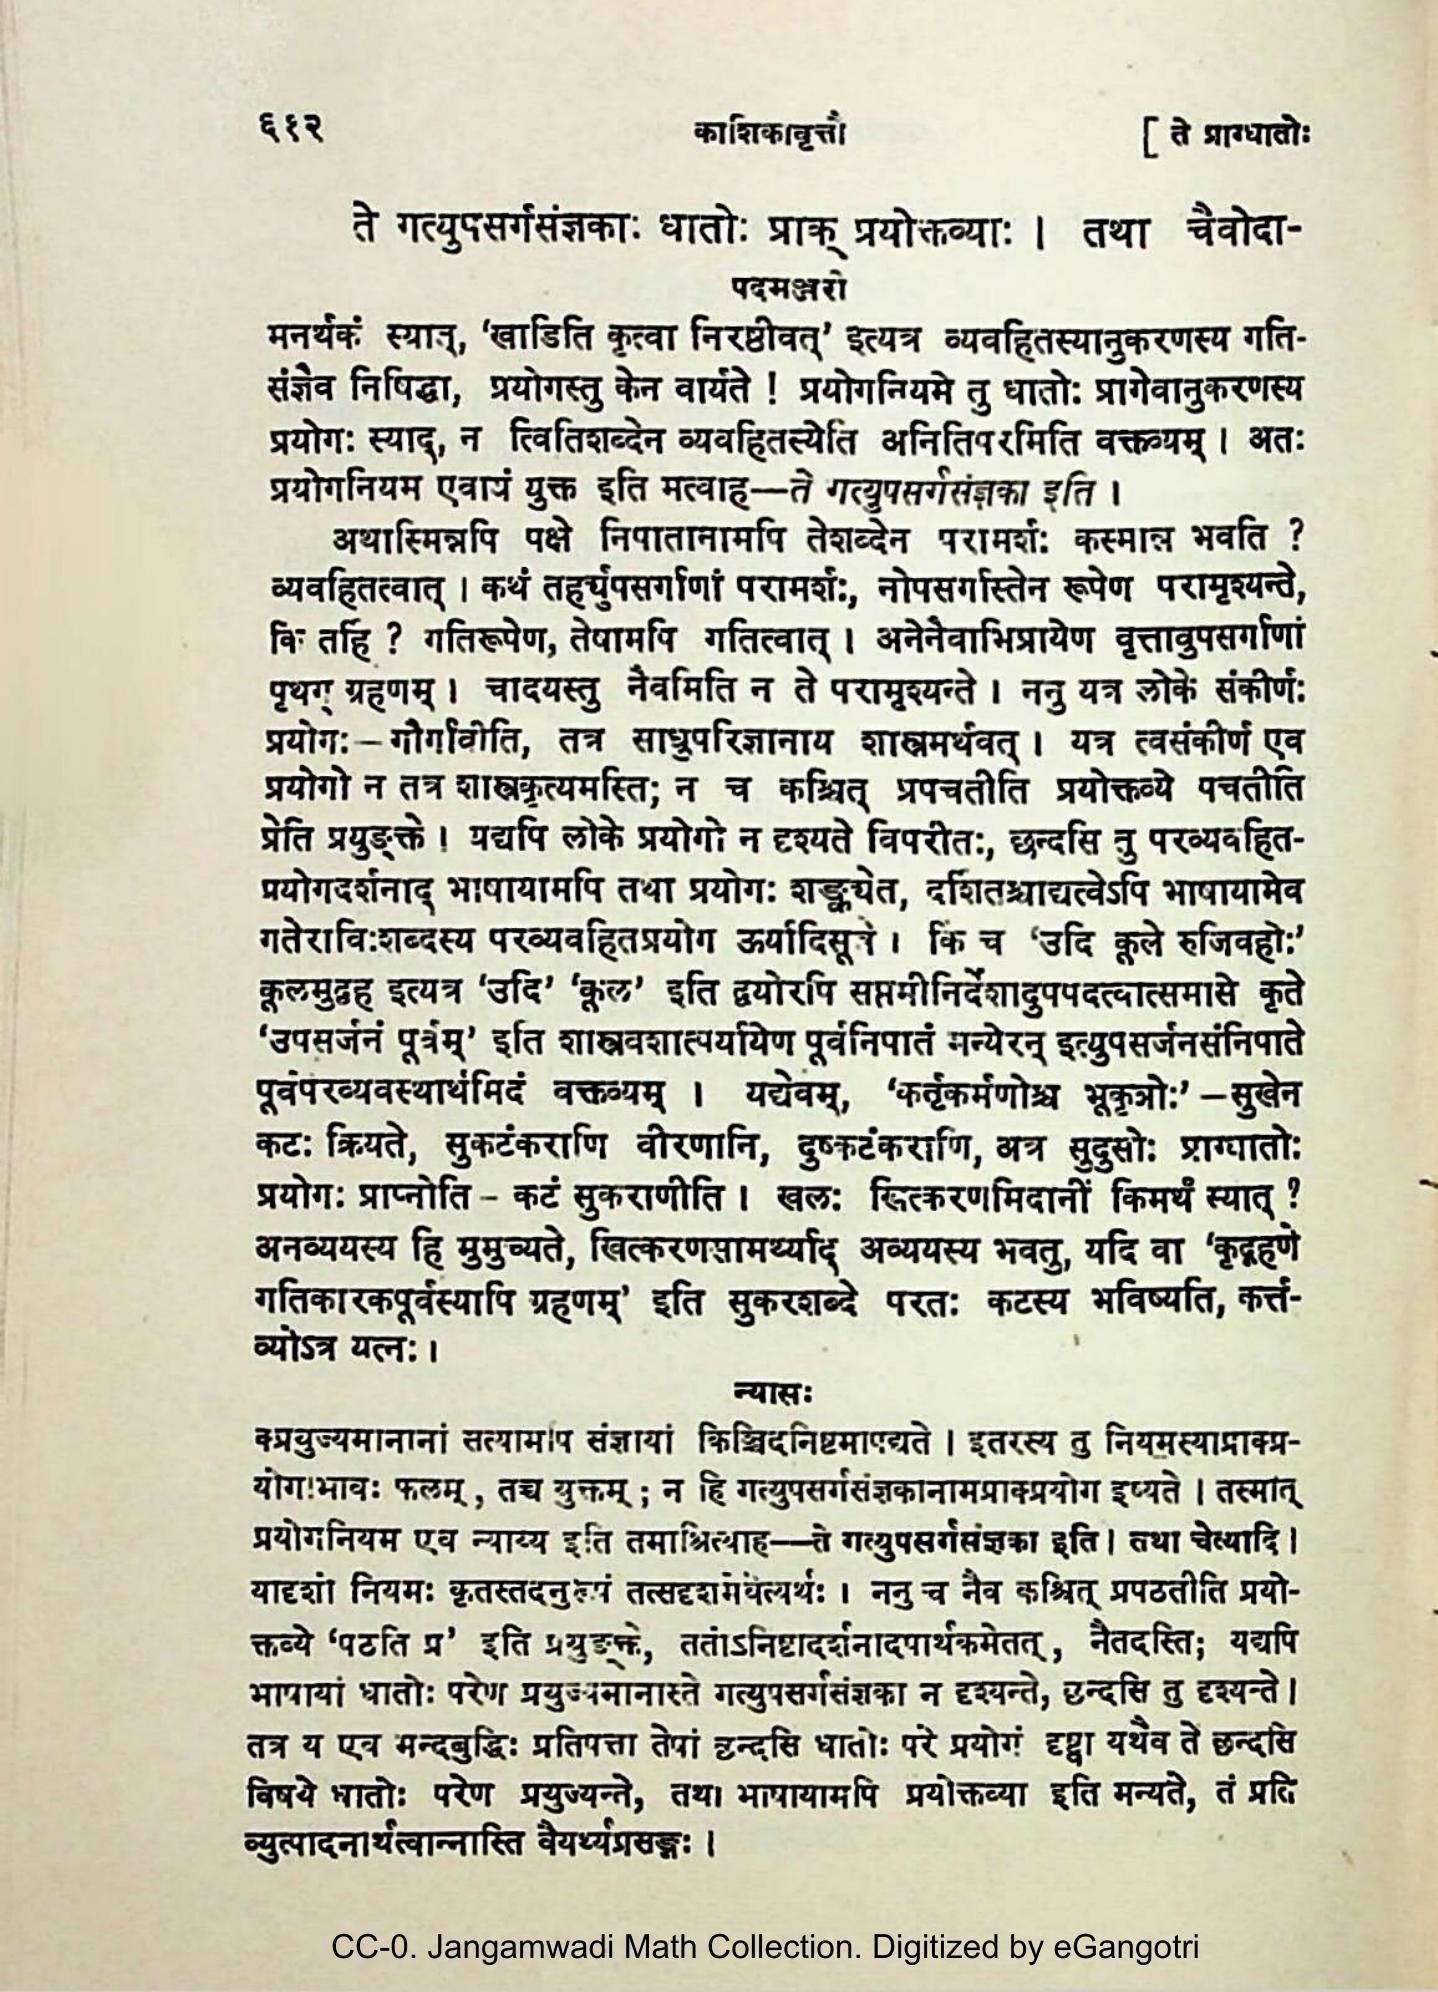 ६१२ काशिकावृत्तौ [ ते प्राग्धातोः
ते गत्युपसर्गसंज्ञकाः धातोः प्राक् प्रयोक्तव्याः । तथा चैवोदा-
पदमञ्जरी
मनर्थकं स्यात्, ‘खाडिति कृत्वा निरष्ठीवत्’ इत्यत्र व्यवहितस्यानुकरणस्य गति-
संज्ञैव निषिद्धा, प्रयोगस्तु केन वार्यते ! प्रयोगनियमे तु धातोः प्रागेवानुकरणस्य
प्रयोगः स्याद्, न त्वितिशब्देन व्यवहितस्येति अनितिपरमिति वक्तव्यम् । अतः
प्रयोगनियम एवायं युक्त इति मत्वाह—ते गत्युपसर्गसंज्ञका इति ।
अथास्मिन्नपि पक्षे निपातानामपि तेशब्देन परामर्शः कस्मान्न भवति ?
व्यवहितत्वात् । कथं तर्ह्युपसर्गाणां परामर्शः, नोपसर्गास्तेन रूपेण परामृश्यन्ते,
किं तर्हि ? गतिरूपेण, तेषामपि गतित्वात् । अनेनैवाभिप्रायेण वृत्तावुपसर्गाणां
पृथग् ग्रहणम् । चादयस्तु नैवमिति न ते परामृश्यन्ते । ननु यत्र लोके संकीर्णः
प्रयोगः – गौर्गावीति, तत्र साधुपरिज्ञानाय शास्त्रमर्थवत् । यत्र त्वसंकीर्ण एव
प्रयोगो न तत्र शास्त्रकृत्यमस्ति; न च कश्चित् प्रपचतीति प्रयोक्तव्ये पचतीति
प्रेति प्रयुङ्क्ते । यद्यपि लोके प्रयोगो न दृश्यते विपरीतः, छन्दसि तु परव्यवहित-
प्रयोगदर्शनाद् भाषायामपि तथा प्रयोगः शङ्क्येत, दर्शितश्चाद्यत्वेऽपि भाषायामेव
गतेराविःशब्दस्य परव्यवहितप्रयोग ऊर्यादिसूत्रे । किं च ‘उदि कूले रुजिवहोः’
कूलमुद्वह इत्यत्र ‘उदि’ ‘कूल’ इति द्वयोरपि सप्तमीनिर्देशादुपपदत्वात्समासे कृते
‘उपसर्जनं पूर्वम्’ इति शास्त्रवशात्पर्यायेण पूर्वनिपातं मन्येरन् इत्युपसर्जनसंनिपाते
पूर्वपरव्यवस्थार्थमिदं वक्तव्यम् । यद्येवम्, ‘कर्तृकर्मणोश्च भूकृञोः’ – सुखेन
कटः क्रियते, सुकटंकराणि वीरणानि, दुष्कटंकराणि, अत्र सुदुसोः प्राग्धातोः
प्रयोगः प्राप्नोति – कटं सुकराणीति । खलः खित्करणमिदानीं किमर्थं स्यात् ?
अनव्ययस्य हि मुमुच्यते, खित्करणसामर्थ्याद् अव्ययस्य भवतु, यदि वा ‘कृद्ग्रहणे
गतिकारकपूर्वस्यापि ग्रहणम्’ इति सुकरशब्दे परतः कटस्य भविष्यति, कर्त्त-
व्योऽत्र यत्नः ।
न्यासः
क्प्रयुज्यमानानां सत्यामपि संज्ञायां किञ्चिदनिष्टमापद्यते । इतरस्य तु नियमस्याप्राक्प्र-
योगाभावः फलम् , तच्च युक्तम् ; न हि गत्युपसर्गसंज्ञकानामप्राक्प्रयोग इष्यते । तस्मात्
प्रयोगनियम एव न्याय्य इति तमाश्रित्याह—ते गत्युपसर्गसंज्ञका इति । तथा चेत्यादि ।
यादृशो नियमः कृतस्तदनुरूपं तत्सदृशमेवेत्यर्थः । ननु च नैव कश्चित् प्रपठतीति प्रयो-
क्तव्ये ‘पठति प्र’ इति प्रयुङ्क्ते, ततोऽनिष्टादर्शनादपार्थकमेतत् , नैतदस्ति; यद्यपि
भाषायां धातोः परेण प्रयुज्यमानास्ते गत्युपसर्गसंज्ञका न दृश्यन्ते, छन्दसि तु दृश्यन्ते ।
तत्र य एव मन्दबुद्धिः प्रतिपत्ता तेषां छन्दसि धातोः परे प्रयोगं दृष्ट्वा यथैव ते छन्दसि
विषये धातोः परेण प्रयुज्यन्ते, तथा भाषायामपि प्रयोक्तव्या इति मन्यते, तं प्रति
व्युत्पादनार्थत्वान्नास्ति वैयर्थ्यप्रसङ्गः ।
CC-0. Jangamwadi Math Collection. Digitized by eGangotri